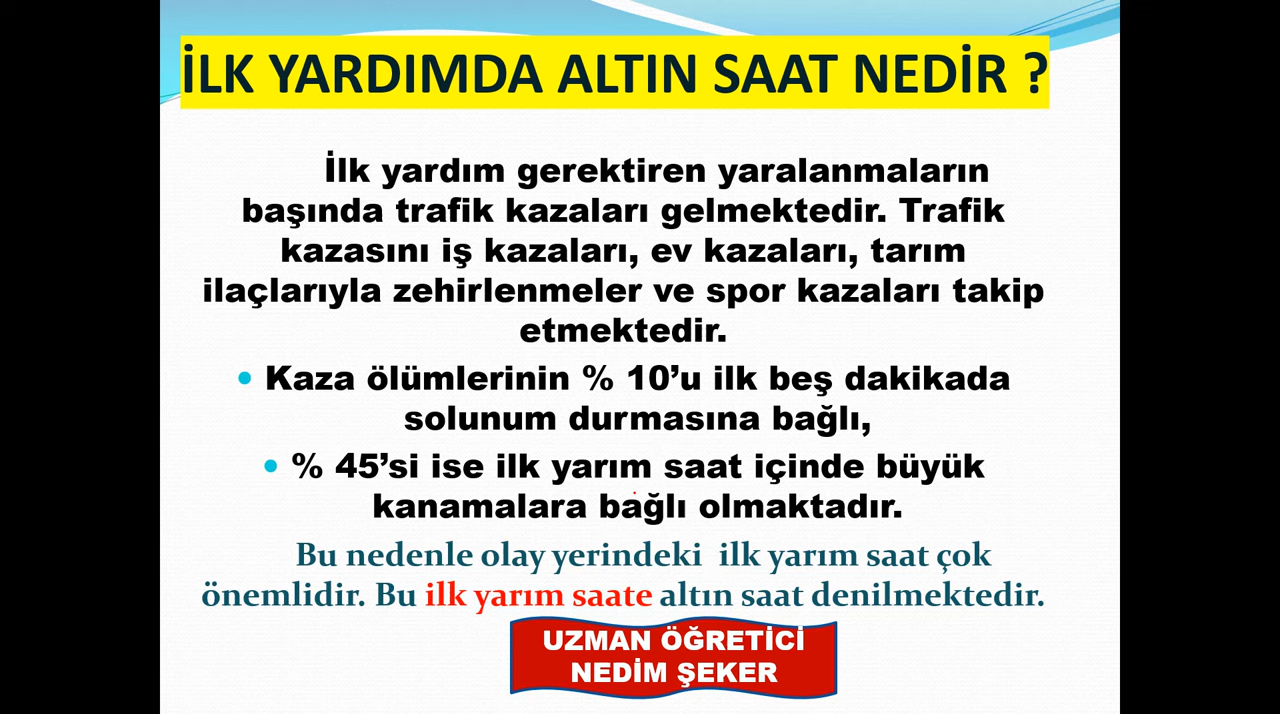 İLK YARDIMDA ALTIN SAAT NEDİR ?
İlk yardım gerektiren yaralanmaların
başında trafik kazaları gelmektedir. Trafik
kazasını iş kazaları, ev kazaları, tarım
ilaçlarıyla zehirlenmeler ve spor kazaları takip
etmektedir.
• Kaza ölümlerinin % 10’u ilk beş dakikada
solunum durmasına bağlı,
• % 45’si ise ilk yarım saat içinde büyük
kanamalara bağlı olmaktadır.
Bu nedenle olay yerindeki ilk yarım saat çok
önemlidir. Bu ilk yarım saate altın saat denilmektedir.
UZMAN ÖĞRETİCİ
NEDİM ŞEKER